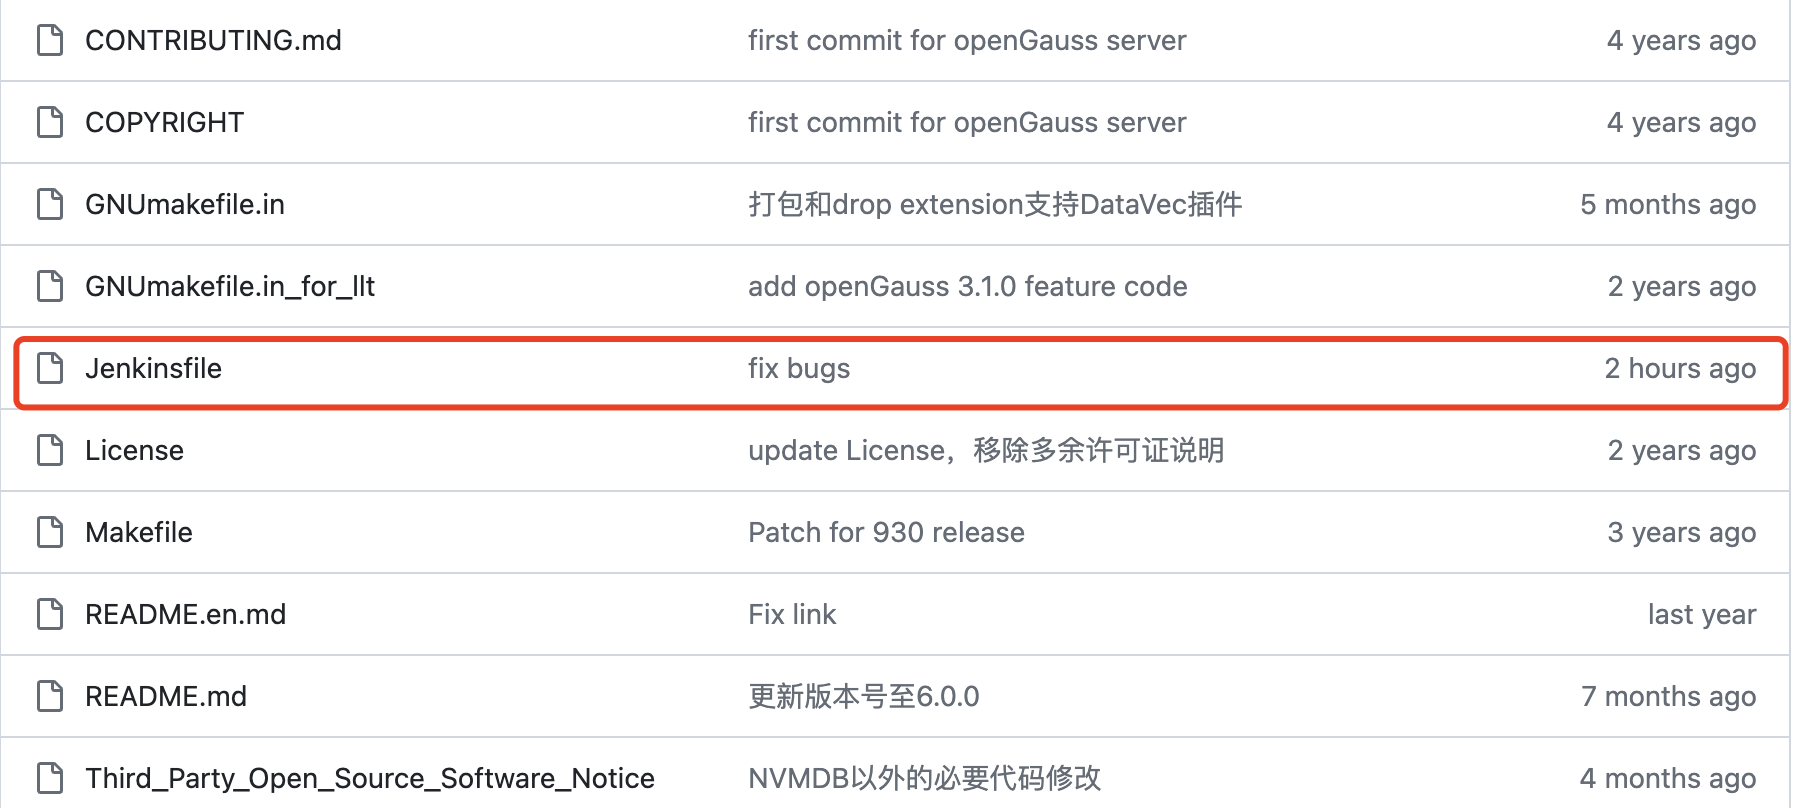 CONTRIBUTING.md first commit for openGauss server 4 years ago
COPYRIGHT first commit for openGauss server 4 years ago
GNUmakefile.in 打包和drop extension支持DataVec插件 5 months ago
GNUmakefile.in_for_llt add openGauss 3.1.0 feature code 2 years ago
Jenkinsfile fix bugs 2 hours ago
License update License，移除多余许可证说明 2 years ago
Makefile Patch for 930 release 3 years ago
README.en.md Fix link last year
README.md 更新版本号至6.0.0 7 months ago
Third_Party_Open_Source_Software_Notice NVMDB以外的必要代码修改 4 months ago